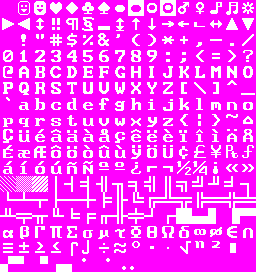 ☺☻♥♦♣♠•◘○◙♂♀♪♫☼
►◄↕‼¶§▬↨↑↓→←∟↔▲▼
!"#$%&'()*+,-./
0123456789:;<=>?
@ABCDEFGHIJKLMNO
PQRSTUVWXYZ[\]^_
`abcdefghijklmno
pqrstuvwxyz{|}~⌂
ÇüéâäàåçêëèïîìÄÅ
ÉæÆôöòûùÿÖÜ¢£¥₧ƒ
áíóúñÑªº¿⌐¬½¼¡«»
αßΓπΣσµτΦΘΩδ∞φε∩
≡±≥≤⌠⌡÷≈°∙·√ⁿ²■